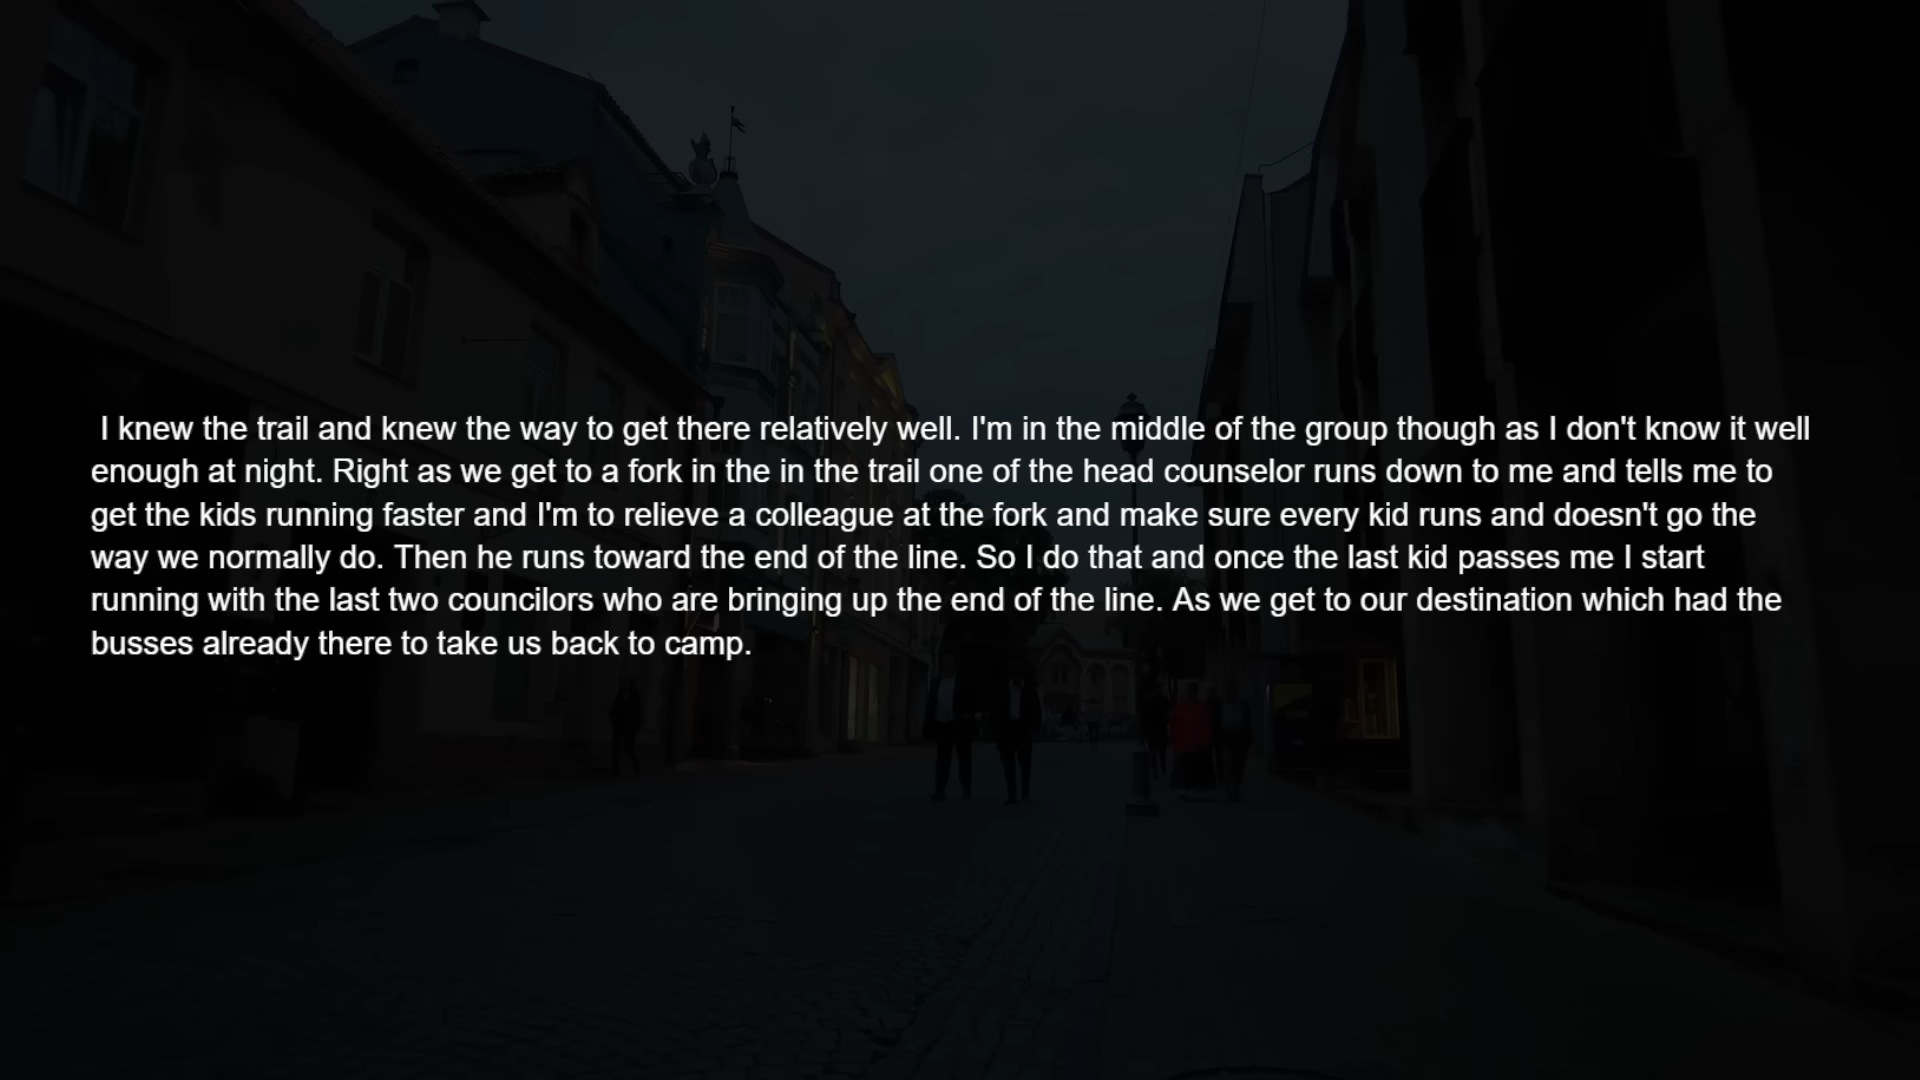 I knew the trail and knew the way to get there relatively well. I'm in the middle of the group though as I don't know it well
enough at night. Right as we get to a fork in the in the trail one of the head counselor runs down to me and tells me to
get the kids running faster and I'm to relieve a colleague at the fork and make sure every kid runs and doesn't go the
way we normally do. Then he runs toward the end of the line. So I do that and once the last kid passes me I start
running with the last two councilors who are bringing up the end of the line. As we get to our destination which had the
busses already there to take us back to camp.